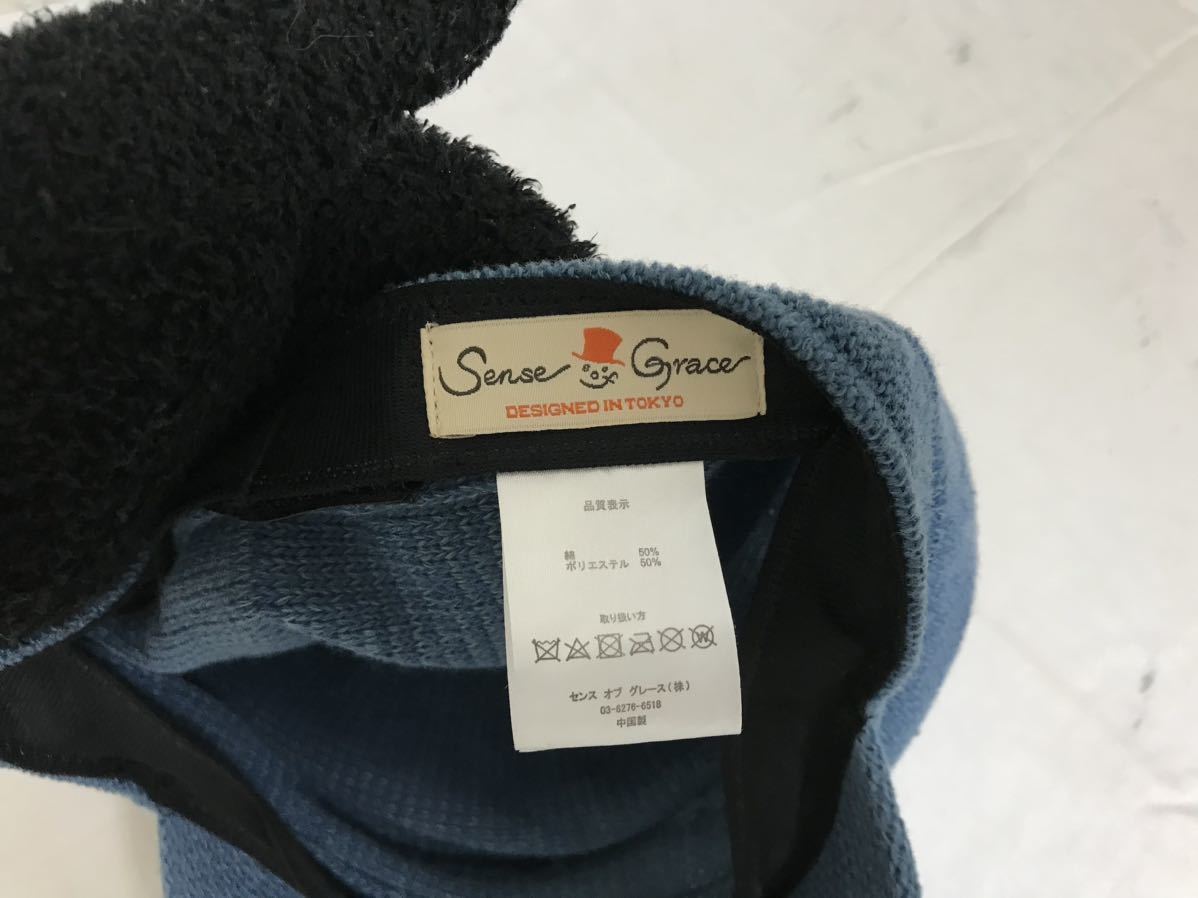 Sense Grace
DESIGNED IN TOKYO
品質表示
綿 50%
ポリエステル 50%
取り扱い方
W
センス オブ グレース(株)
03-6276-6518
中国製